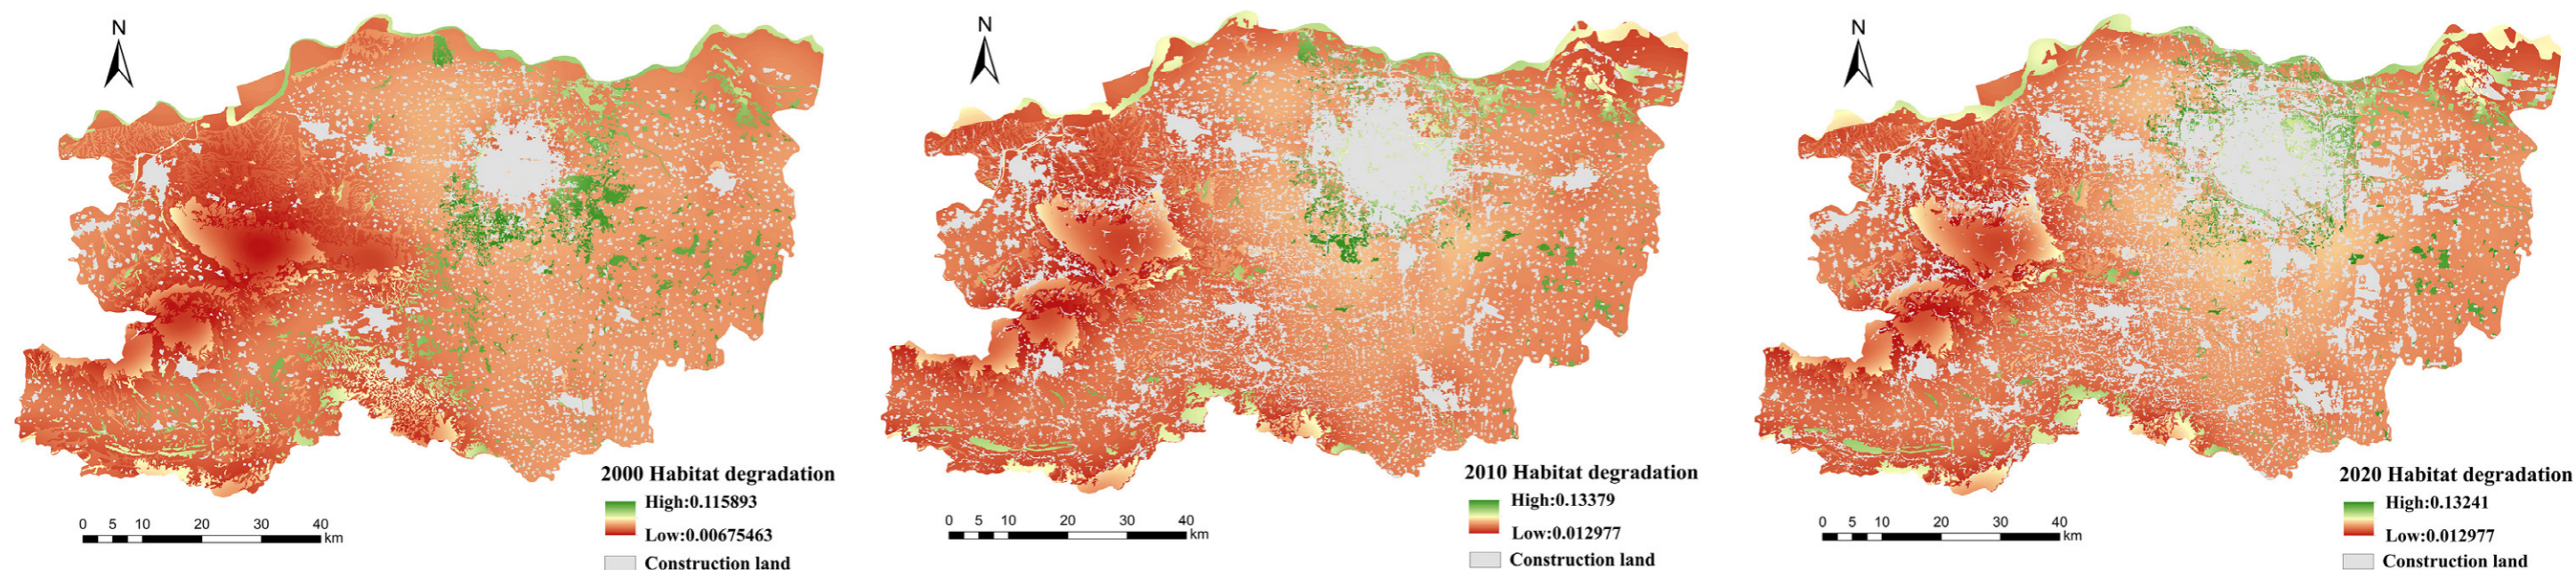 N
2000 Habitat degradation
High:0.115893
Low:0.00675463
Construction land
0 5 10 20 30 40
km
N
2010 Habitat degradation
High:0.13379
Low:0.012977
Construction land
0 5 10 20 30 40
km
N
2020 Habitat degradation
High:0.13241
Low:0.012977
Construction land
0 5 10 20 30 40
km